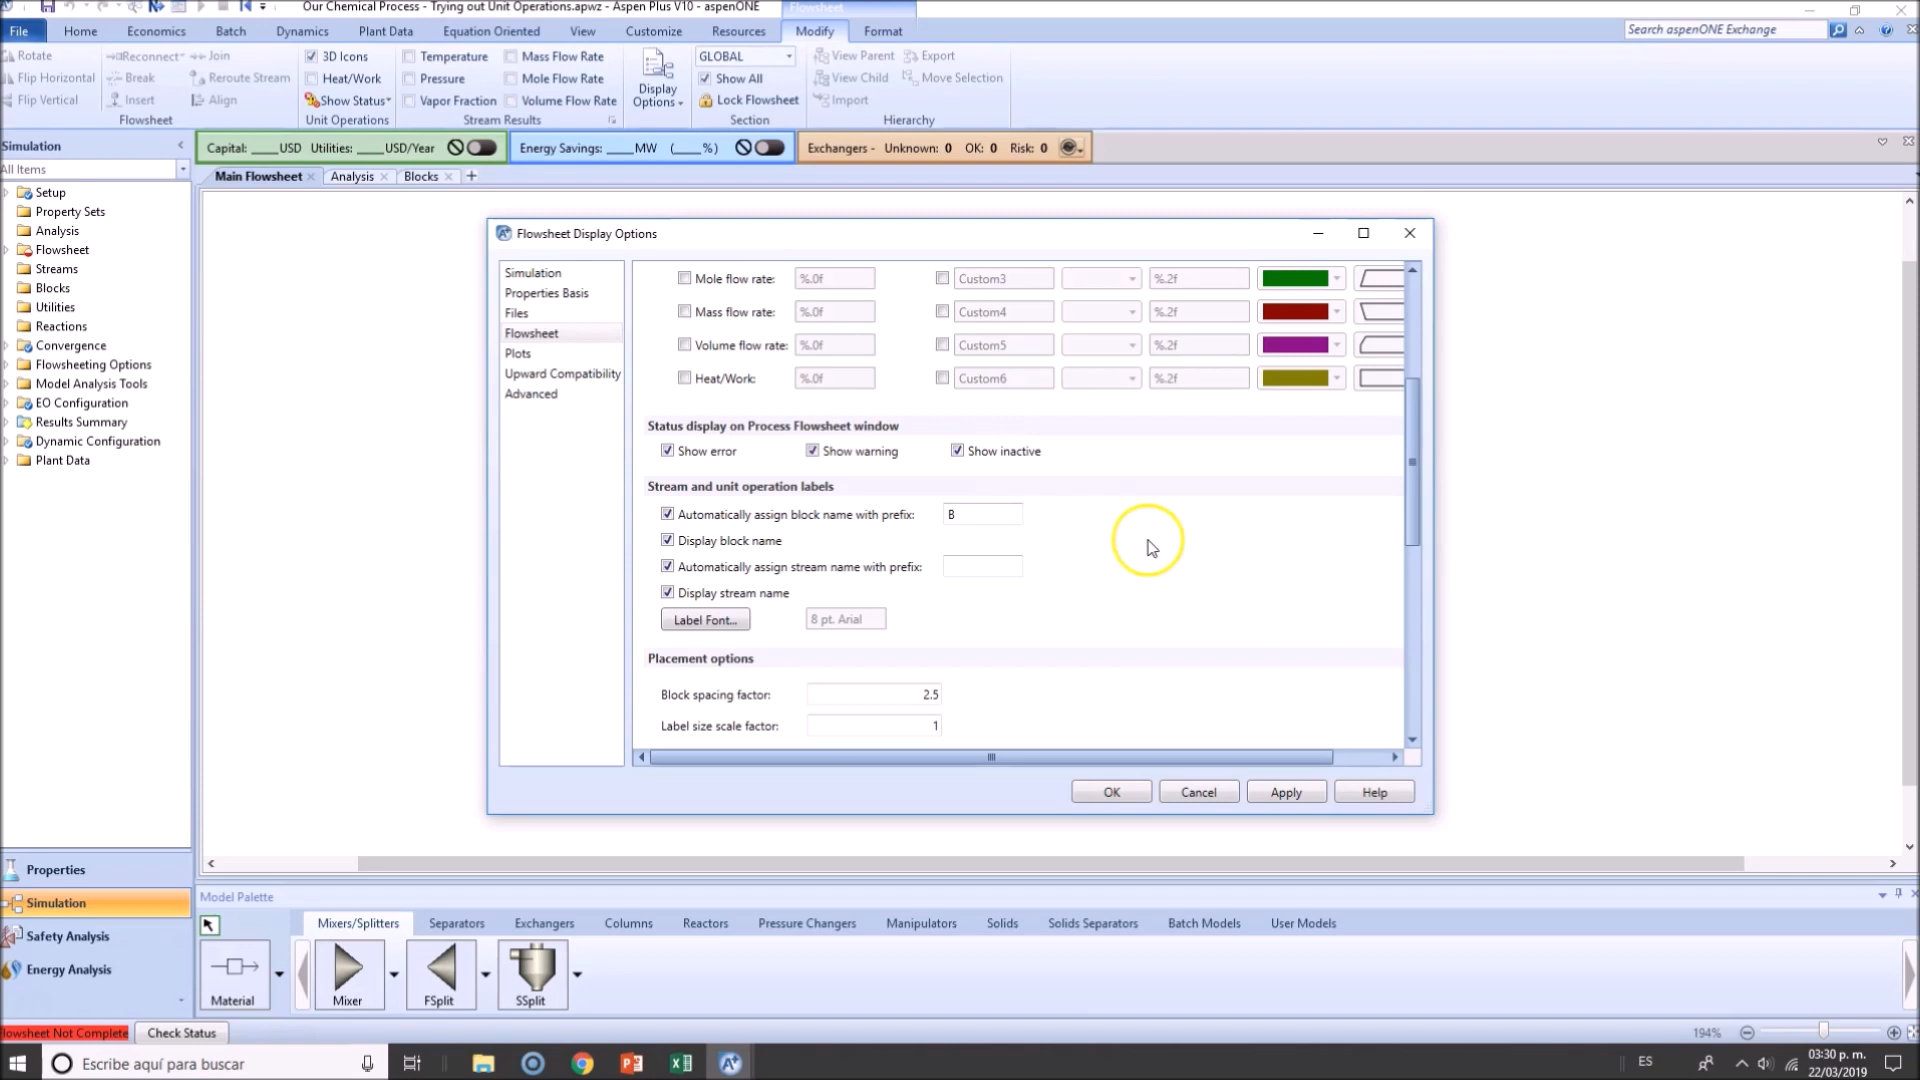 Our Chemical Process - Trying out Unit Operations.apwz - Aspen Plus V10 - aspenONE
Flowsheet
File Home Economics Batch Dynamics Plant Data Equation Oriented View Customize Resources Modify Format
Search aspenONE Exchange
Rotate Reconnect Join 3D Icons Temperature Mass Flow Rate GLOBAL View Parent Export
Flip Horizontal Break Reroute Stream Heat/Work Pressure Mole Flow Rate Show All View Child Move Selection
Flip Vertical Insert Align Show Status Vapor Fraction Volume Flow Rate Display Options Lock Flowsheet Import
Flowsheet Unit Operations Stream Results Section Hierarchy
Simulation
Capital: ____USD Utilities: ____USD/Year Energy Savings: ____MW (____%) Exchangers - Unknown: 0 OK: 0 Risk: 0
All Items
Main Flowsheet Analysis Blocks +
Setup
Property Sets
Analysis
Flowsheet
Streams
Blocks
Utilities
Reactions
Convergence
Flowsheeting Options
Model Analysis Tools
EO Configuration
Results Summary
Dynamic Configuration
Plant Data
Flowsheet Display Options
Simulation
Properties Basis
Files
Flowsheet
Plots
Upward Compatibility
Advanced
Mole flow rate: %.0f Custom3 %.2f
Mass flow rate: %.0f Custom4 %.2f
Volume flow rate: %.0f Custom5 %.2f
Heat/Work: %.0f Custom6 %.2f
Status display on Process Flowsheet window
Show error Show warning Show inactive
Stream and unit operation labels
Automatically assign block name with prefix: B
Display block name
Automatically assign stream name with prefix:
Display stream name
Label Font... 8 pt. Arial
Placement options
Block spacing factor: 2.5
Label size scale factor: 1
OK Cancel Apply Help
Properties
Simulation
Safety Analysis
Energy Analysis
Model Palette
Mixers/Splitters Separators Exchangers Columns Reactors Pressure Changers Manipulators Solids Solids Separators Batch Models User Models
Material Mixer FSplit SSplit
lowsheet Not Complete Check Status
194%
Escribe aquí para buscar
ES
03:30 p. m.
22/03/2019